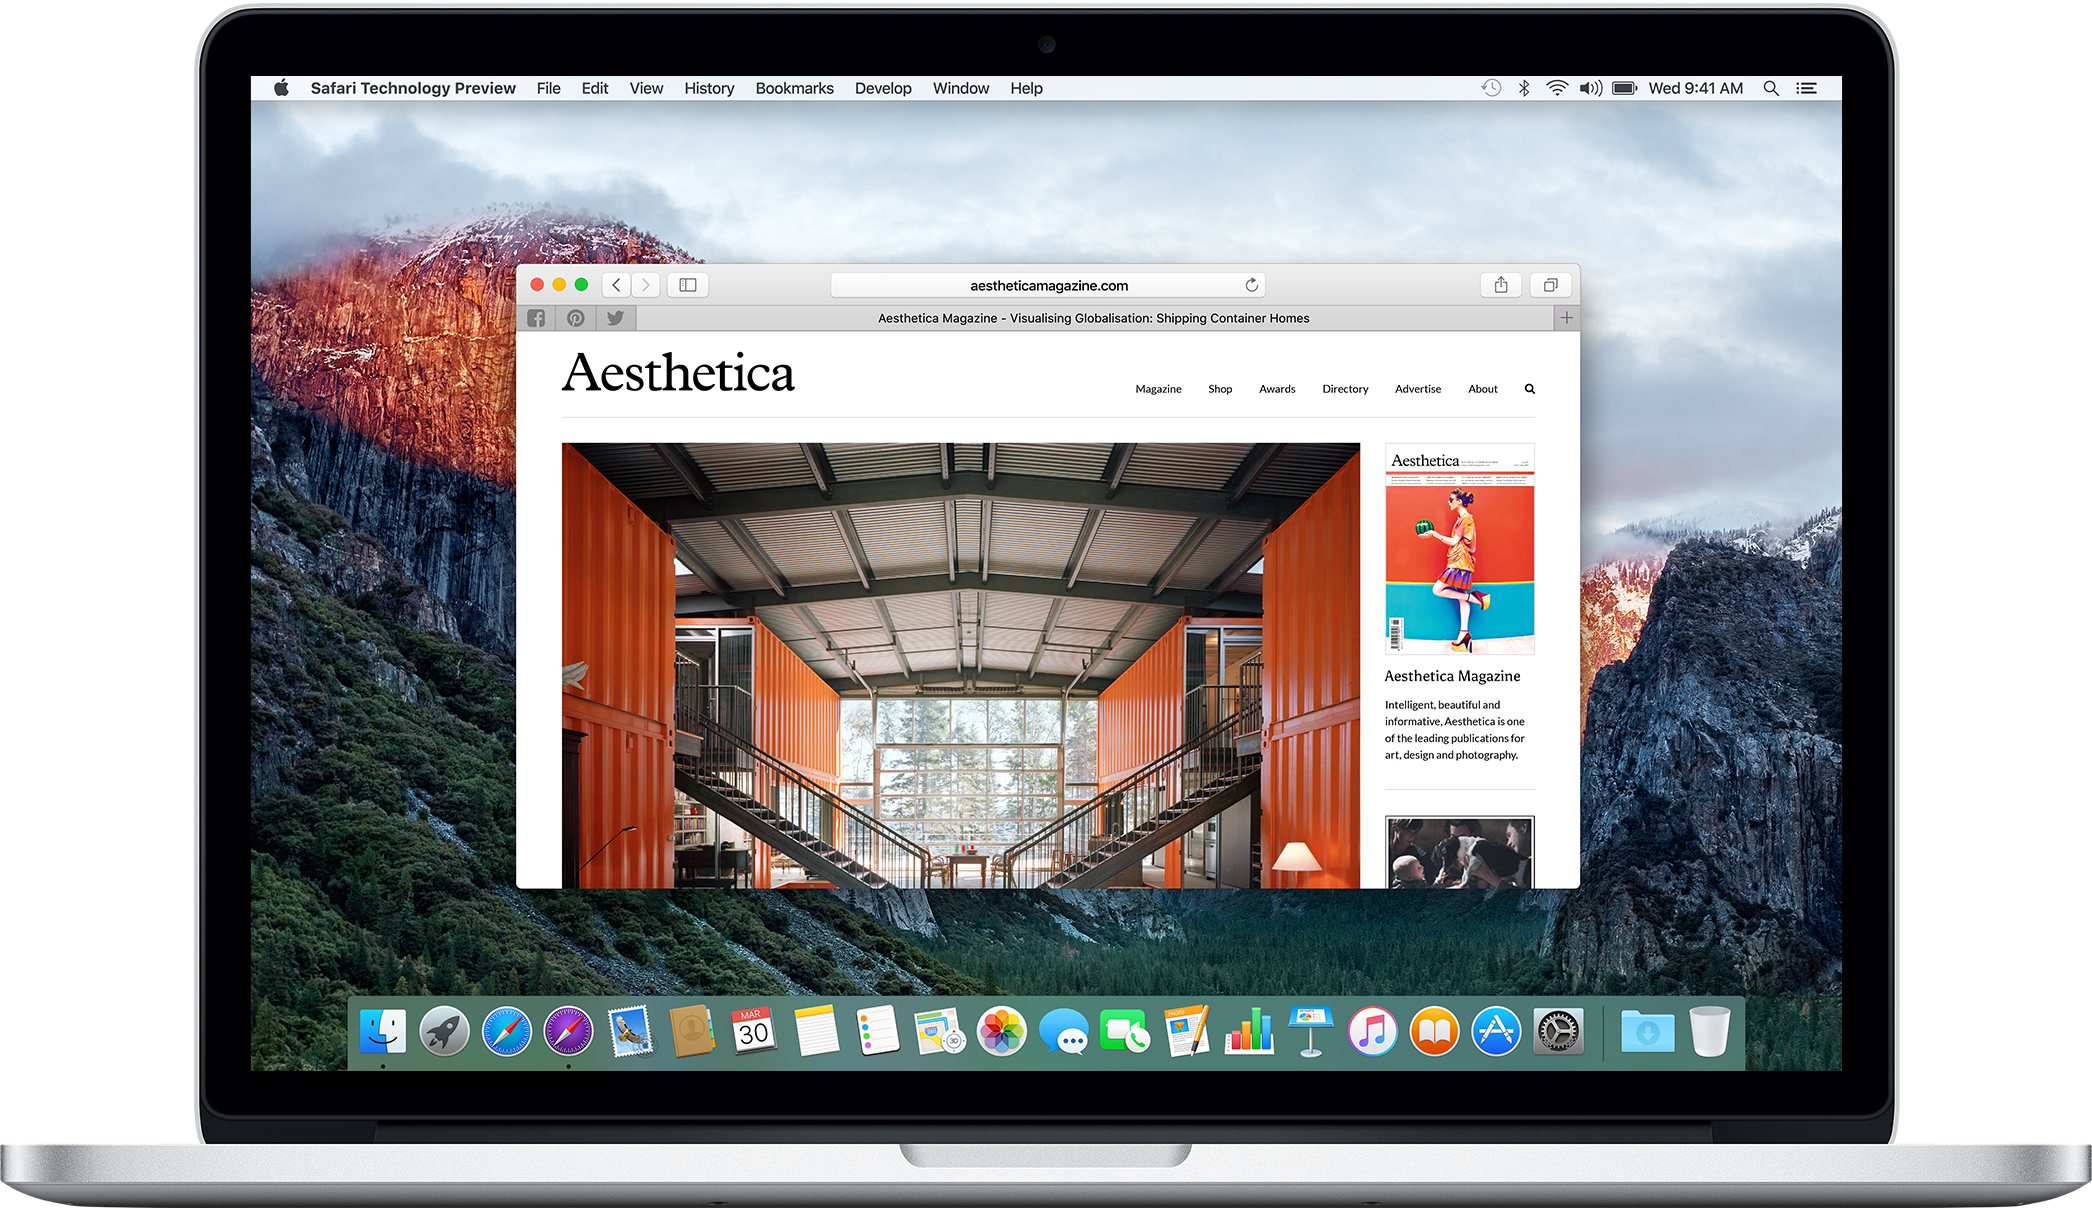 Safari Technology Preview File Edit View History Bookmarks Develop Window Help Wed 9:41 AM
aestheticamagazine.com
Aesthetica Magazine - Visualising Globalisation: Shipping Container Homes
Aesthetica
Magazine Shop Awards Directory Advertise About
Aesthetica
Aesthetica Magazine
Intelligent, beautiful and
informative, Aesthetica is one
of the leading publications for
art, design and photography.
MAR
30
PAGES
3D